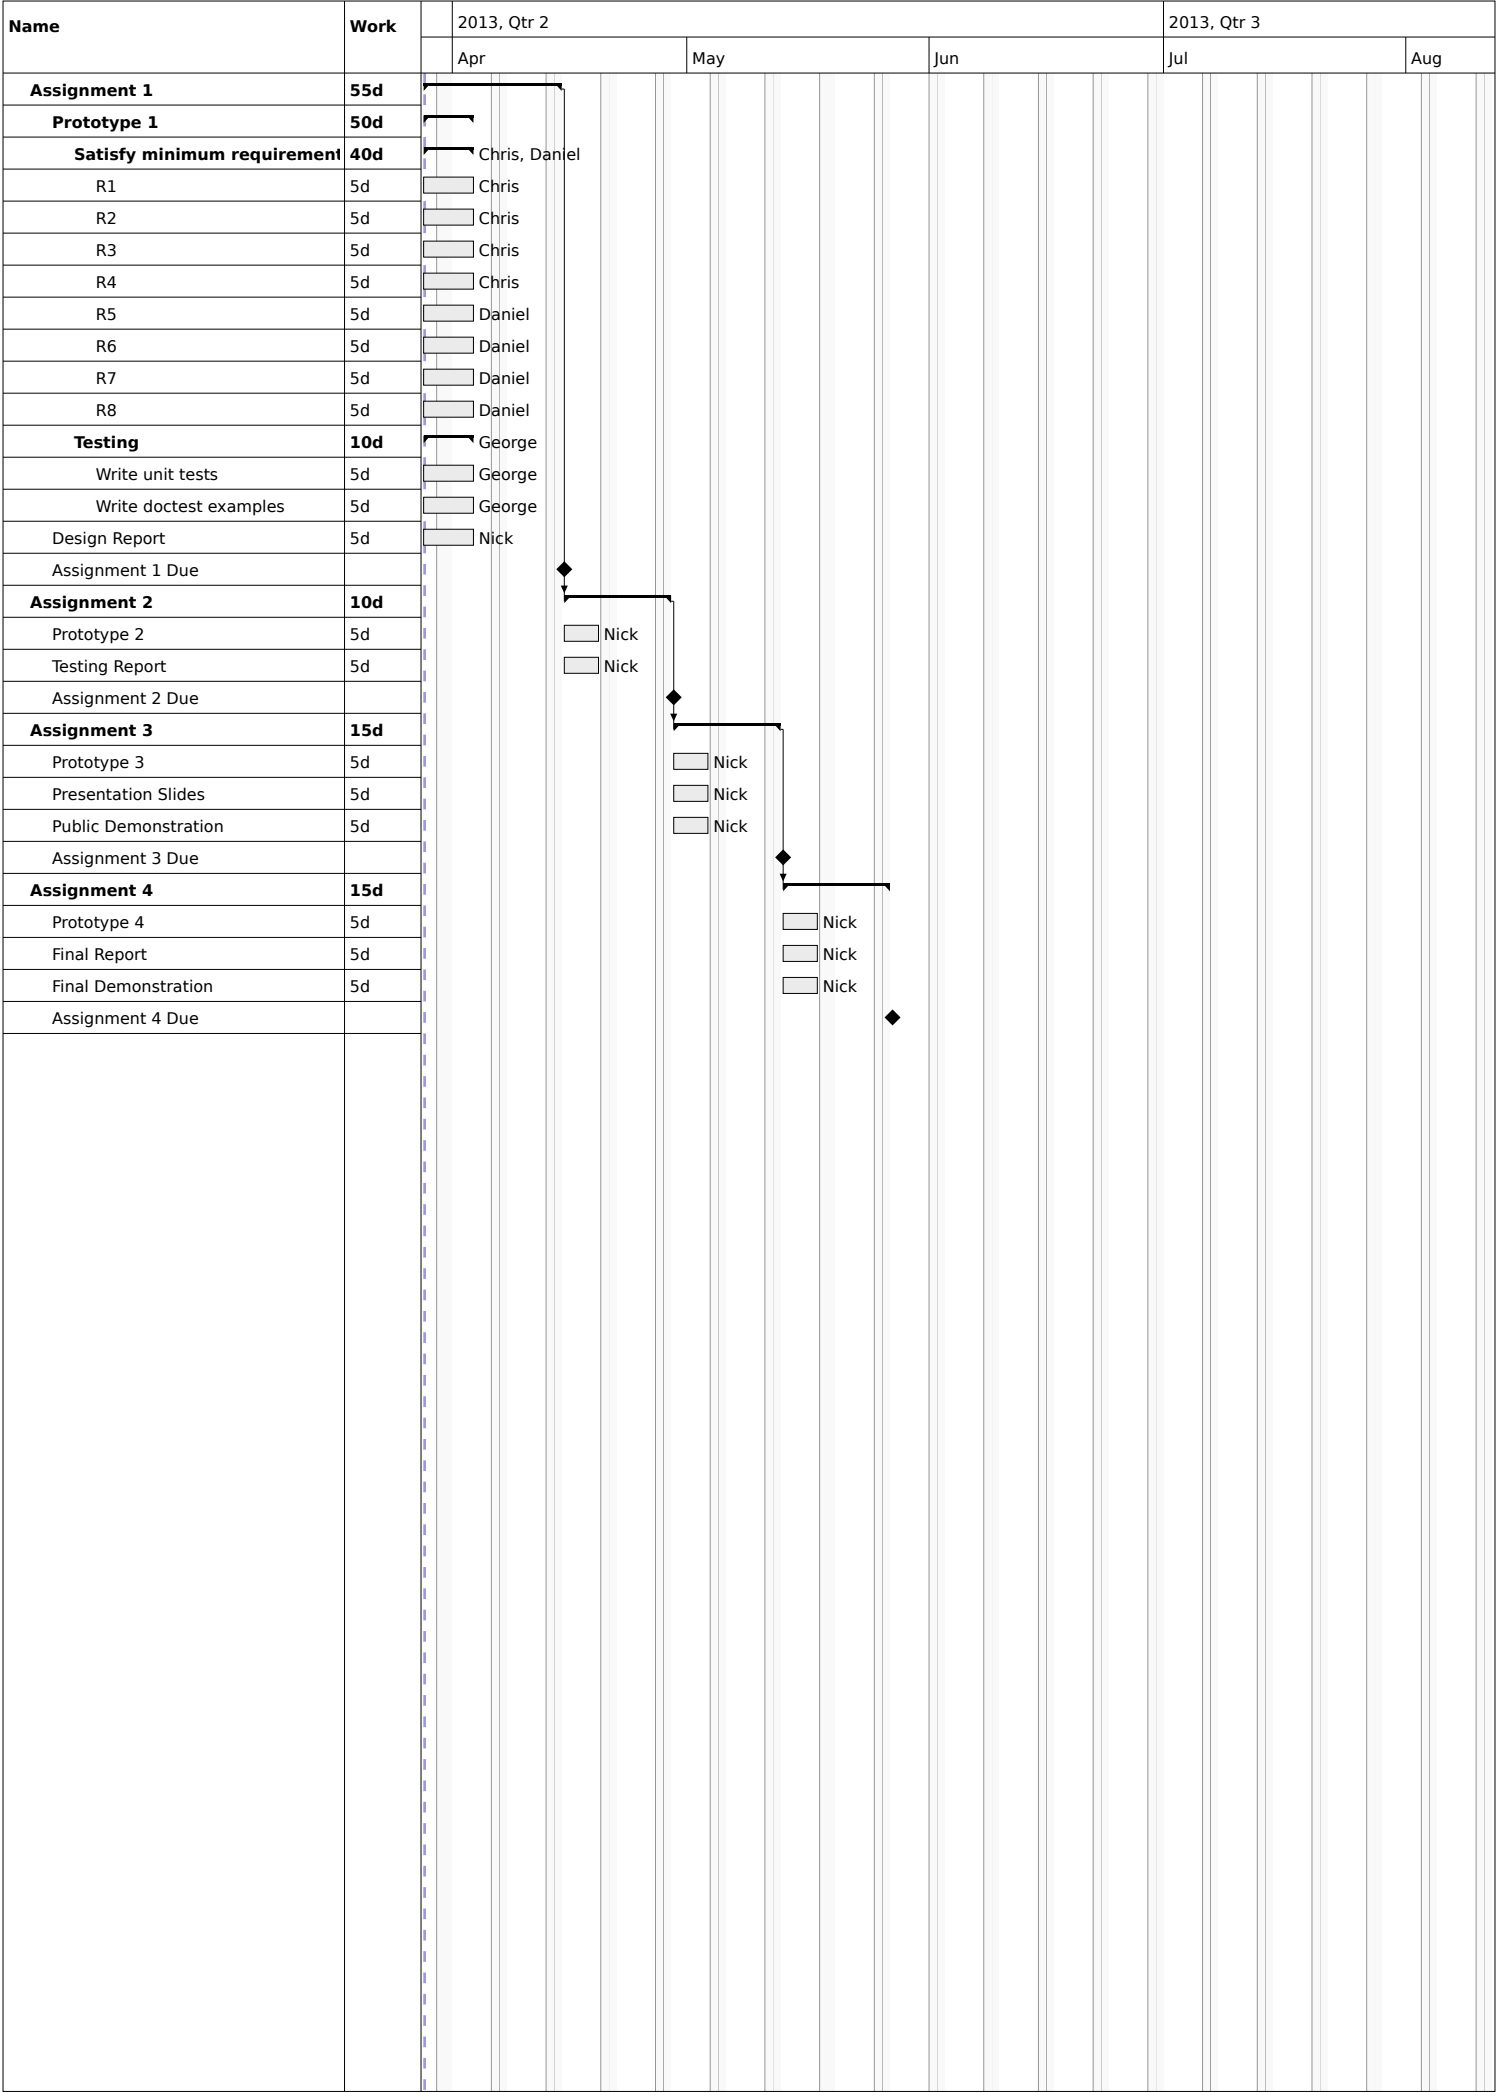 Name Work 2013, Qtr 2 2013, Qtr 3
Apr May Jun Jul Aug
Assignment 1 55d
Prototype 1 50d
Satisfy minimum requirement 40d Chris, Daniel
R1 5d Chris
R2 5d Chris
R3 5d Chris
R4 5d Chris
R5 5d Daniel
R6 5d Daniel
R7 5d Daniel
R8 5d Daniel
Testing 10d George
Write unit tests 5d George
Write doctest examples 5d George
Design Report 5d Nick
Assignment 1 Due
Assignment 2 10d
Prototype 2 5d Nick
Testing Report 5d Nick
Assignment 2 Due
Assignment 3 15d
Prototype 3 5d Nick
Presentation Slides 5d Nick
Public Demonstration 5d Nick
Assignment 3 Due
Assignment 4 15d
Prototype 4 5d Nick
Final Report 5d Nick
Final Demonstration 5d Nick
Assignment 4 Due